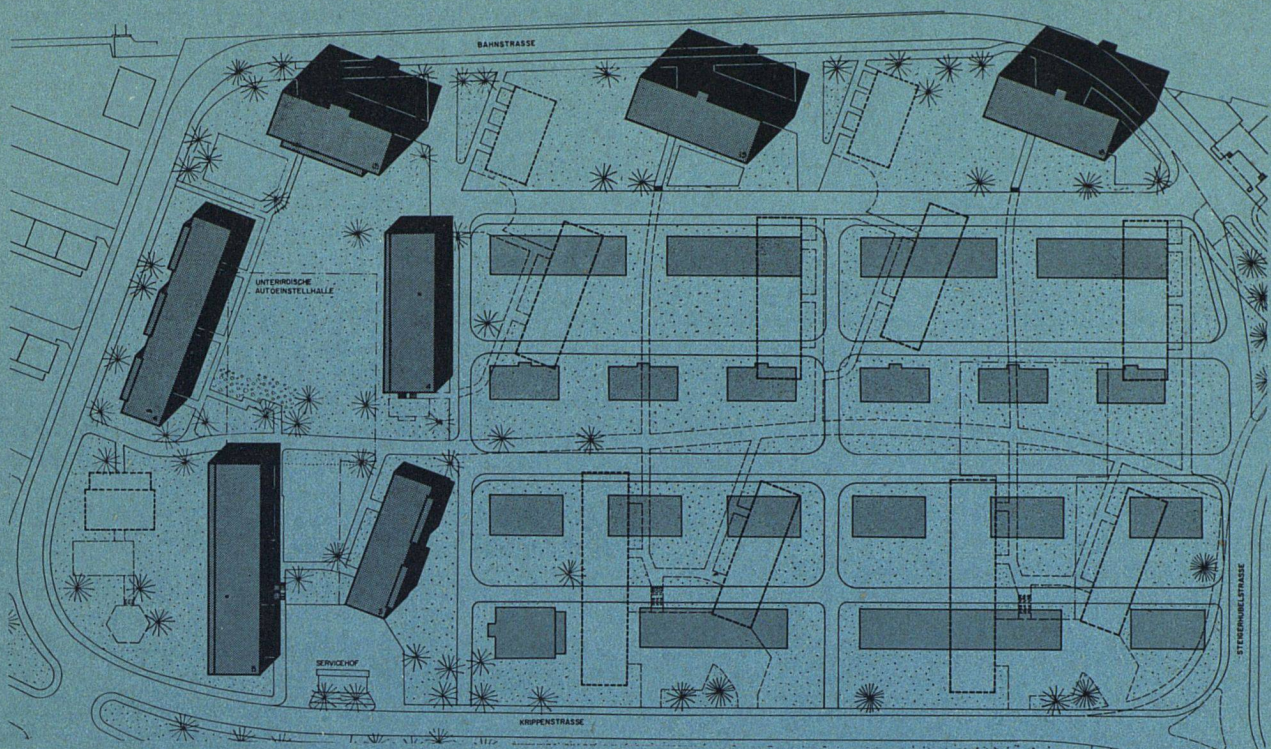 BAHNSTRASSE
UNTERIRDISCHE
AUTOEINSTELLHALLE
SERVICEHOF
KRIPPENSTRASSE
STEIGERHUBELSTRASSE